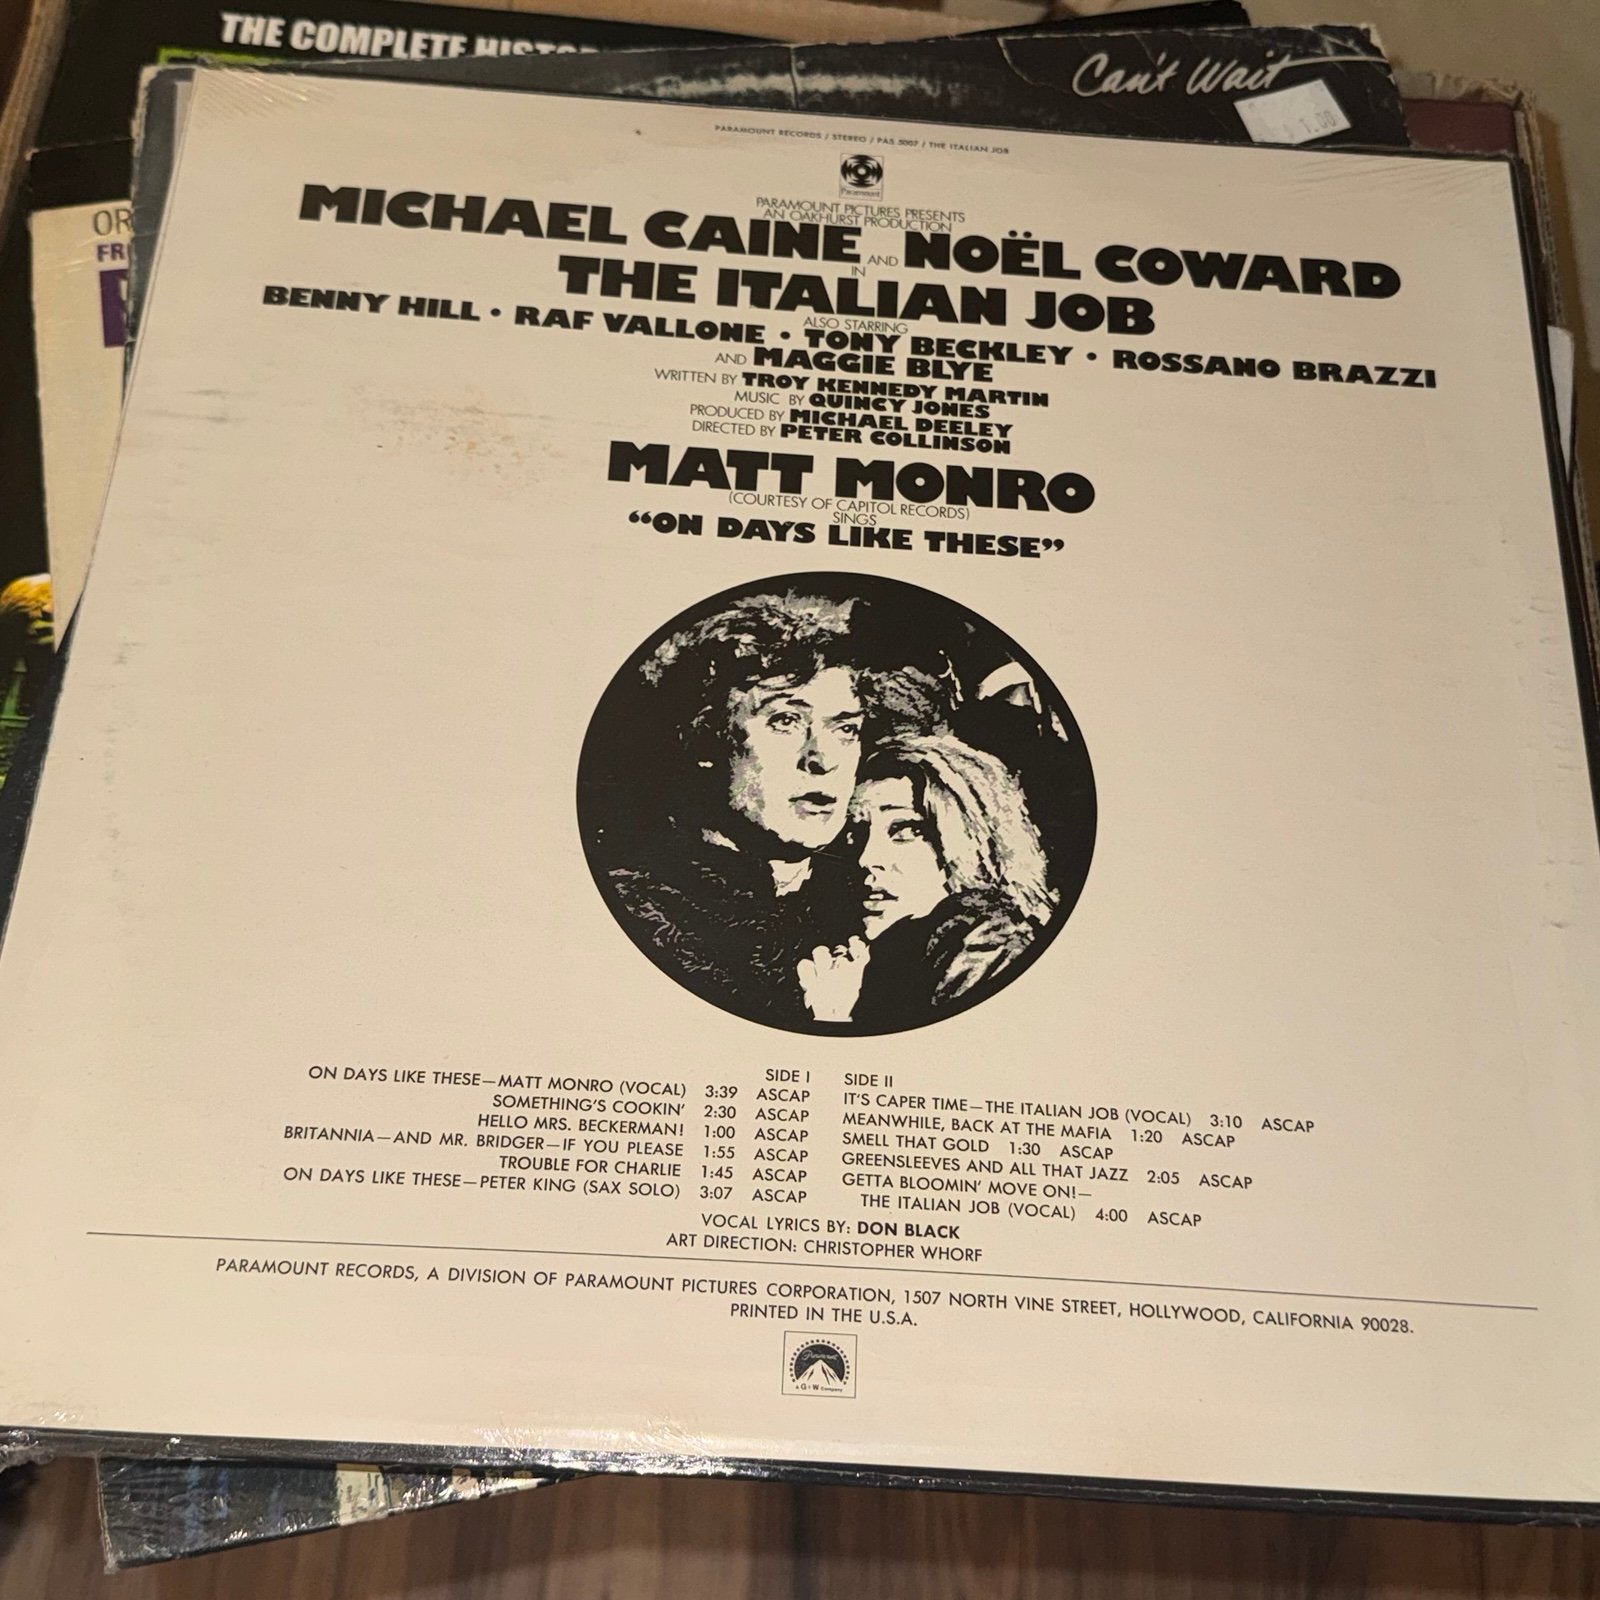 THE COMPLETE HISTOR
Can't Wait
$1.00
OR
FR
PARAMOUNT RECORDS / STEREO / PAS 5007 / THE ITALIAN JOB
Paramount
PARAMOUNT PICTURES PRESENTS
AN OAKHURST PRODUCTION
MICHAEL CAINE AND NOËL COWARD
IN
THE ITALIAN JOB
ALSO STARRING
BENNY HILL • RAF VALLONE • TONY BECKLEY • ROSSANO BRAZZI
AND MAGGIE BLYE
WRITTEN BY TROY KENNEDY MARTIN
MUSIC BY QUINCY JONES
PRODUCED BY MICHAEL DEELEY
DIRECTED BY PETER COLLINSON
MATT MONRO
(COURTESY OF CAPITOL RECORDS)
SINGS
“ON DAYS LIKE THESE”
SIDE I
ON DAYS LIKE THESE—MATT MONRO (VOCAL) 3:39 ASCAP
SOMETHING'S COOKIN' 2:30 ASCAP
HELLO MRS. BECKERMAN! 1:00 ASCAP
BRITANNIA—AND MR. BRIDGER—IF YOU PLEASE 1:55 ASCAP
TROUBLE FOR CHARLIE 1:45 ASCAP
ON DAYS LIKE THESE—PETER KING (SAX SOLO) 3:07 ASCAP
SIDE II
IT'S CAPER TIME—THE ITALIAN JOB (VOCAL) 3:10 ASCAP
MEANWHILE, BACK AT THE MAFIA 1:20 ASCAP
SMELL THAT GOLD 1:30 ASCAP
GREENSLEEVES AND ALL THAT JAZZ 2:05 ASCAP
GETTA BLOOMIN' MOVE ON!—
THE ITALIAN JOB (VOCAL) 4:00 ASCAP
VOCAL LYRICS BY: DON BLACK
ART DIRECTION: CHRISTOPHER WHORF
PARAMOUNT RECORDS, A DIVISION OF PARAMOUNT PICTURES CORPORATION, 1507 NORTH VINE STREET, HOLLYWOOD, CALIFORNIA 90028.
PRINTED IN THE U.S.A.
Paramount
A G+W Company